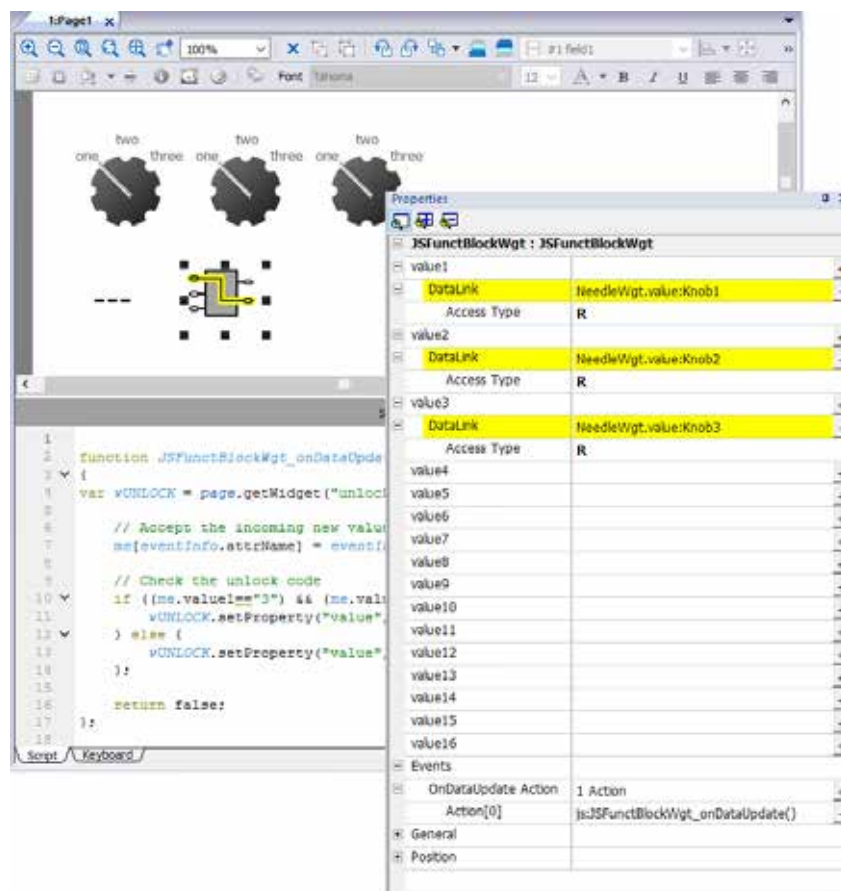 1:Page1 x
100%
#1 field1
Font Tahoma 12 A B I U
two two two
one three one three one three
---
Properties
JSFunctBlockWgt : JSFunctBlockWgt
value1
DataLink NeedleWgt.value:Knob1
Access Type R
value2
DataLink NeedleWgt.value:Knob2
Access Type R
value3
DataLink NeedleWgt.value:Knob3
Access Type R
value4
value5
value6
value7
value8
value9
value10
value11
value12
value13
value14
value15
value16
Events
OnDataUpdate Action 1 Action
Action[0] js:JSFunctBlockWgt_onDataUpdate()
General
Position
1
2 function JSFunctBlockWgt_onDataUpda
3 {
4 var wUNLOCK = page.getWidget("unloc
5
6 // Accept the incoming new valu
7 me[eventInfo.attrName] = eventI
8
9 // Check the unlock code
10 if ((me.value1=="3") && (me.val
11 wUNLOCK.setProperty("value",
12 } else {
13 wUNLOCK.setProperty("value",
14 };
15
16 return false;
17 };
18
Script Keyboard